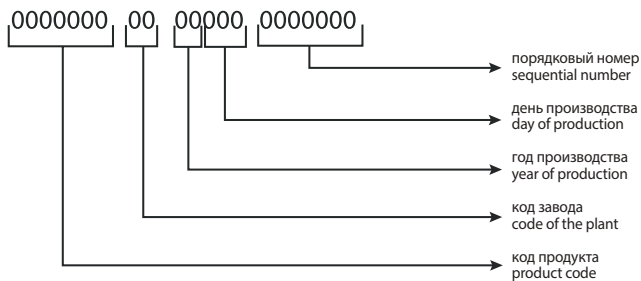 0000000 00 00000 0000000
порядковый номер
sequential number
день производства
day of production
год производства
year of production
код завода
code of the plant
код продукта
product code